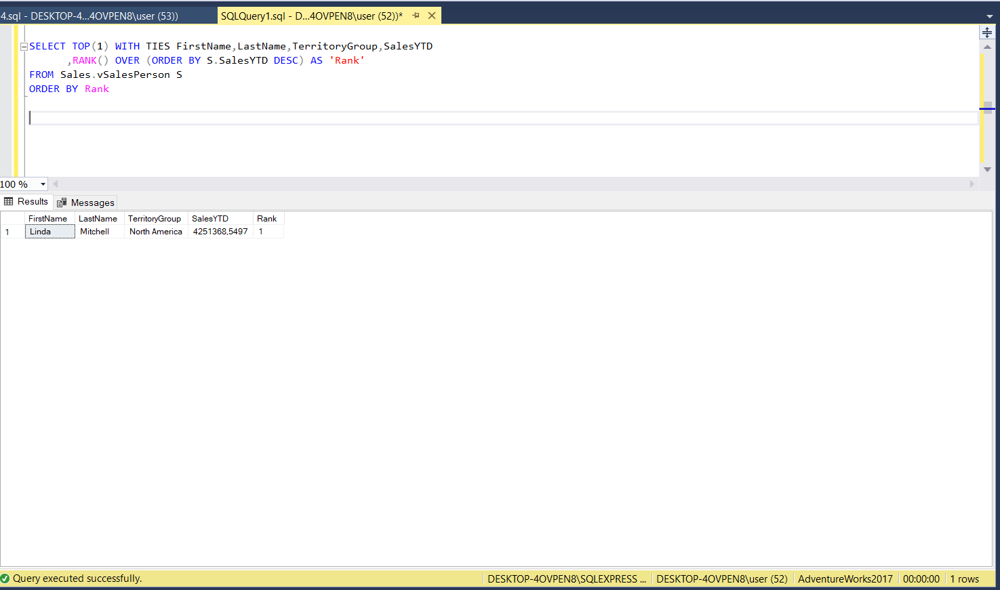 4.sql - DESKTOP-4...4OVPEN8\user (53))
SQLQuery1.sql - D...4OVPEN8\user (52))*
SELECT TOP(1) WITH TIES FirstName,LastName,TerritoryGroup,SalesYTD
,RANK() OVER (ORDER BY S.SalesYTD DESC) AS 'Rank'
FROM Sales.vSalesPerson S
ORDER BY Rank
100 %
Results Messages
FirstName LastName TerritoryGroup SalesYTD Rank
1 Linda Mitchell North America 4251368,5497 1
Query executed successfully. DESKTOP-4OVPEN8\SQLEXPRESS ... DESKTOP-4OVPEN8\user (52) AdventureWorks2017 00:00:00 1 rows